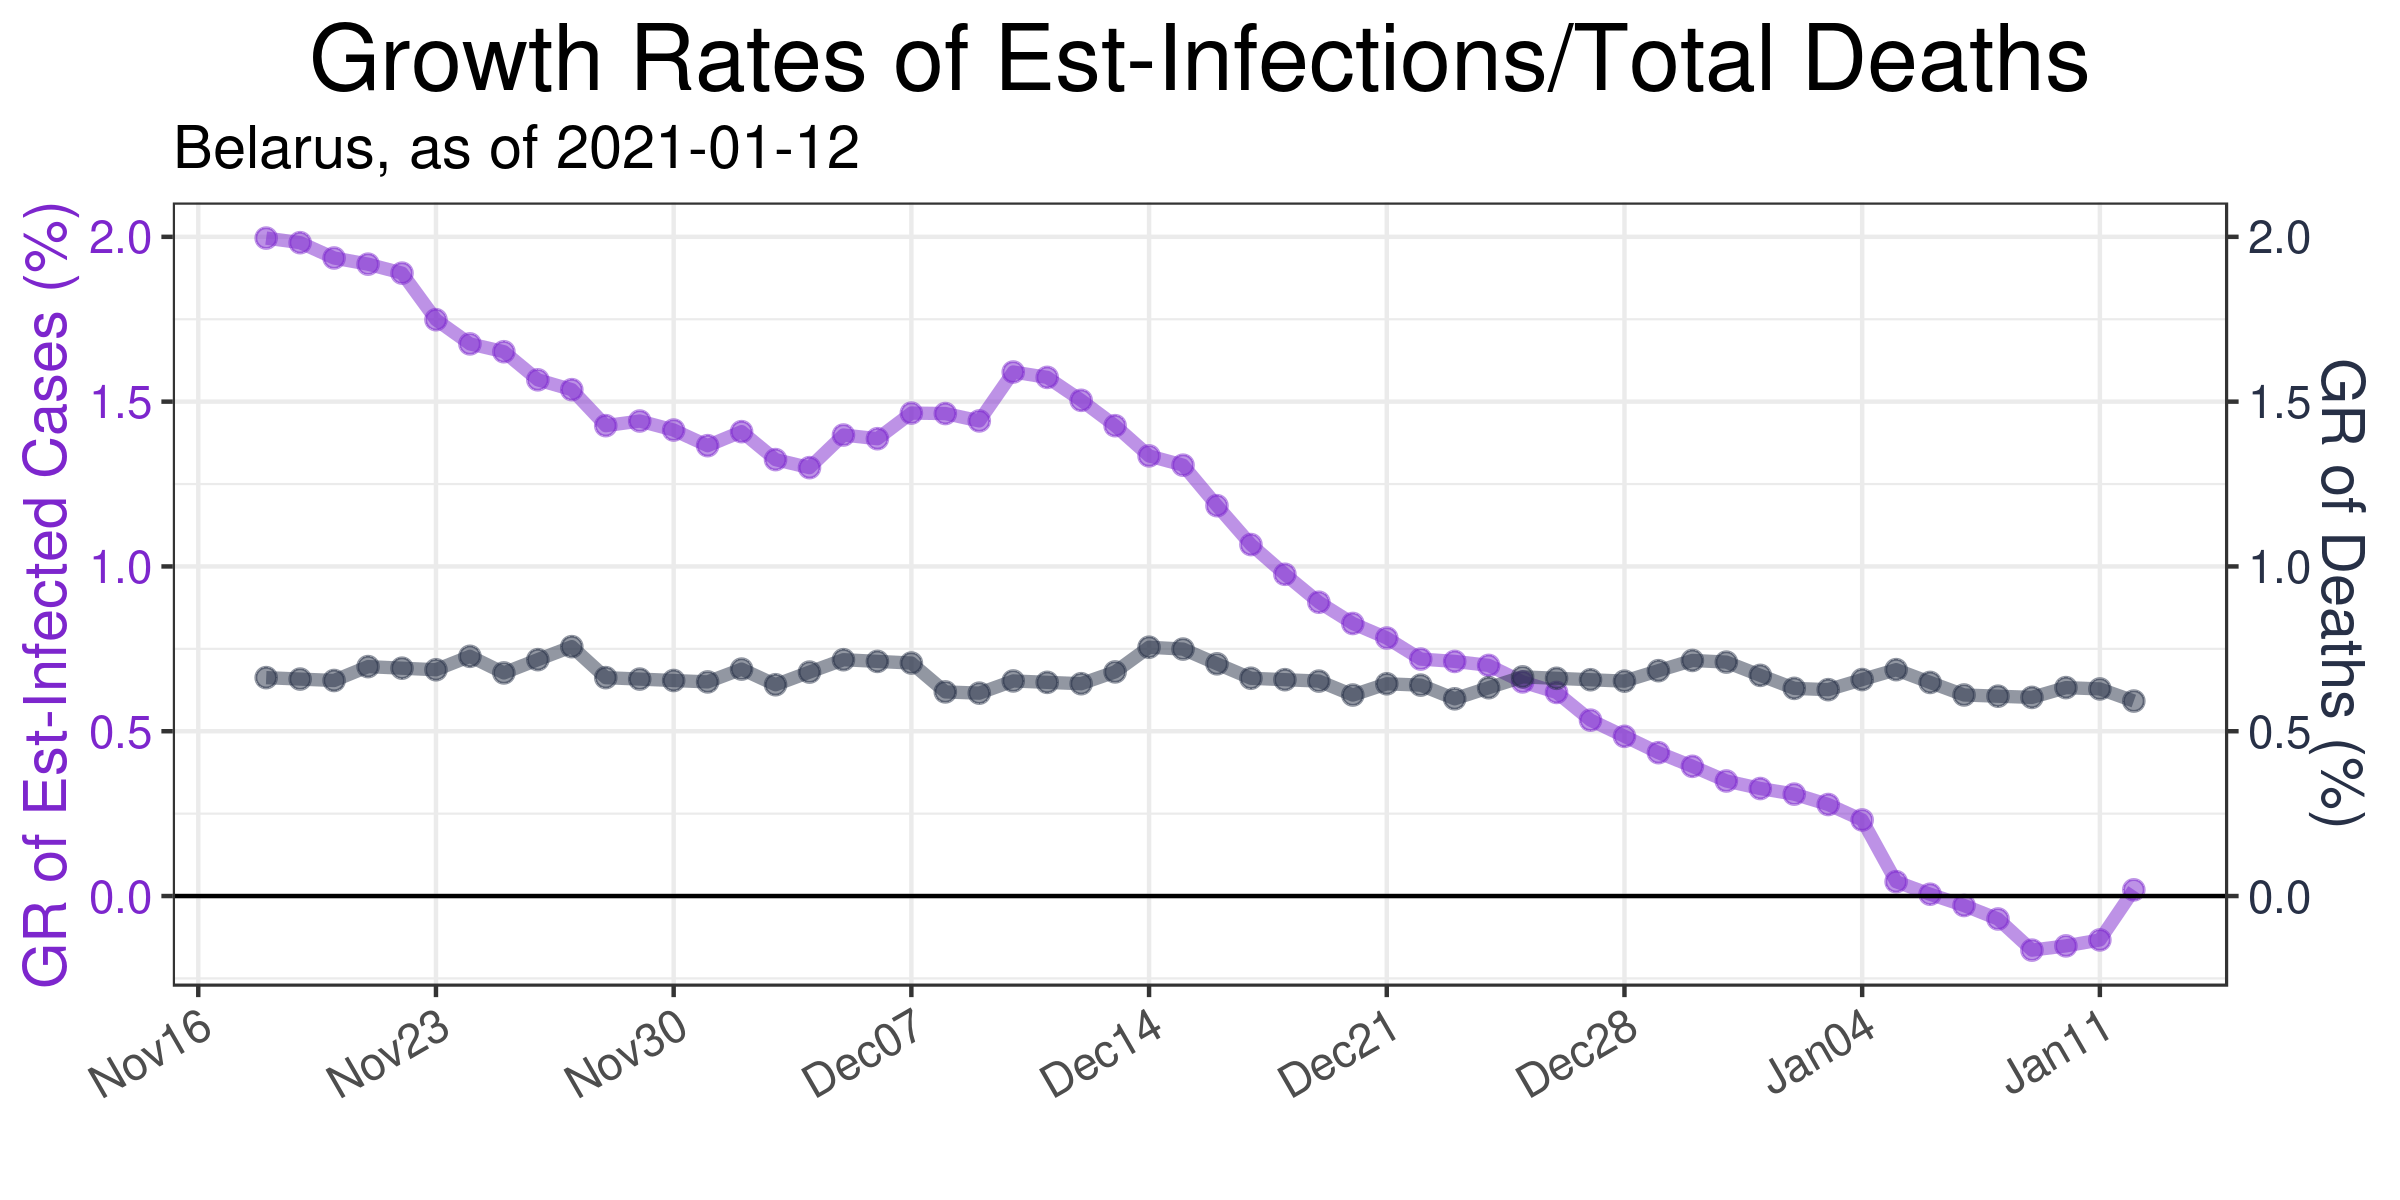 Growth Rates of Est-Infections/Total Deaths
Belarus, as of 2021-01-12
GR of Est-Infected Cases (%)
2.0
1.5
1.0
0.5
0.0
2.0
1.5
1.0
0.5
0.0
GR of Deaths (%)
Nov16
Nov23
Nov30
Dec07
Dec14
Dec21
Dec28
Jan04
Jan11